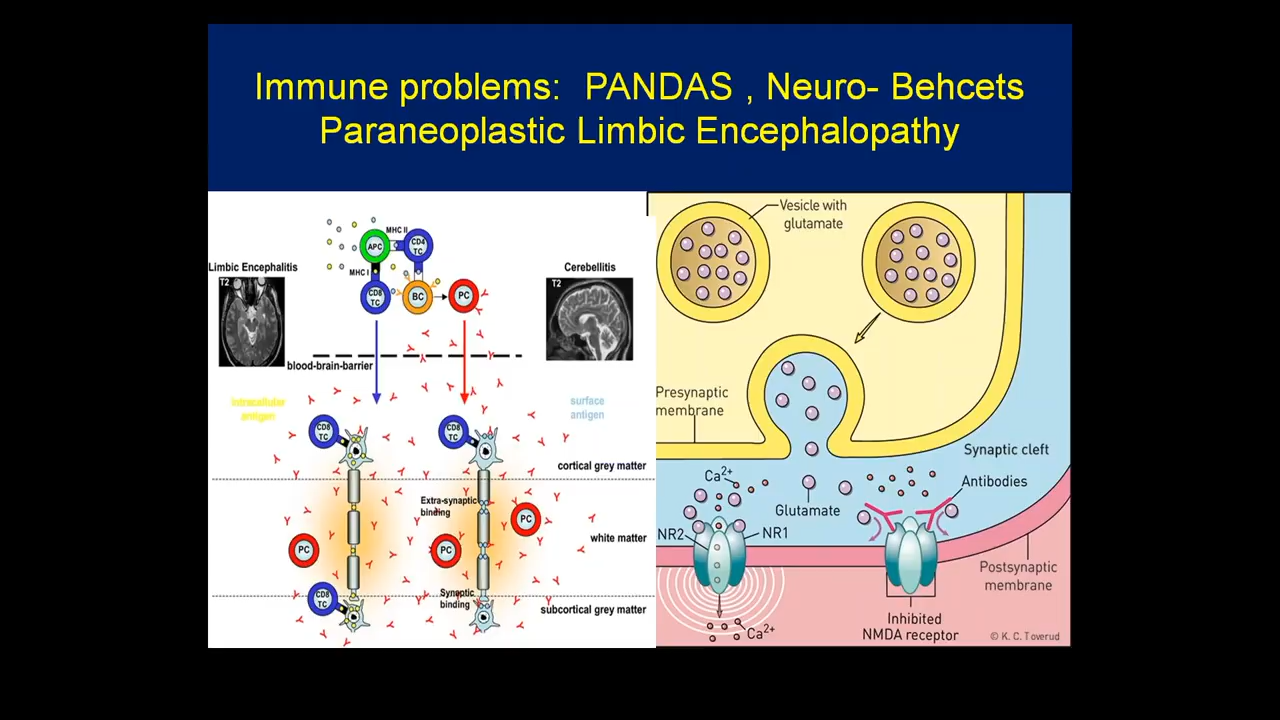 Immune problems:  PANDAS , Neuro- Behcets
Paraneoplastic Limbic Encephalopathy
MHC II
APC
CD4
TC
Limbic Encephalitis
T2
MHC I
CD8
TC
BC
PC
Cerebellitis
T2
blood-brain-barrier
intracellular
antigen
surface
antigen
CD8
TC
CD8
TC
cortical grey matter
Extra-synaptic
binding
PC
white matter
PC
PC
CD8
TC
Synaptic
binding
subcortical grey matter
Vesicle with
glutamate
Presynaptic
membrane
Synaptic cleft
Ca2+
Glutamate
Antibodies
NR2
NR1
Postsynaptic
membrane
Inhibited
NMDA receptor
Ca2+
© K. C. Toverud